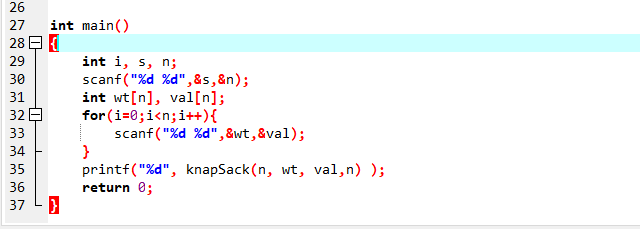 26
27 int main()
28 {
29 int i, s, n;
30 scanf("%d %d",&s,&n);
31 int wt[n], val[n];
32 for(i=0;i<n;i++){
33 scanf("%d %d",&wt,&val);
34 }
35 printf("%d", knapSack(n, wt, val,n) );
36 return 0;
37 }